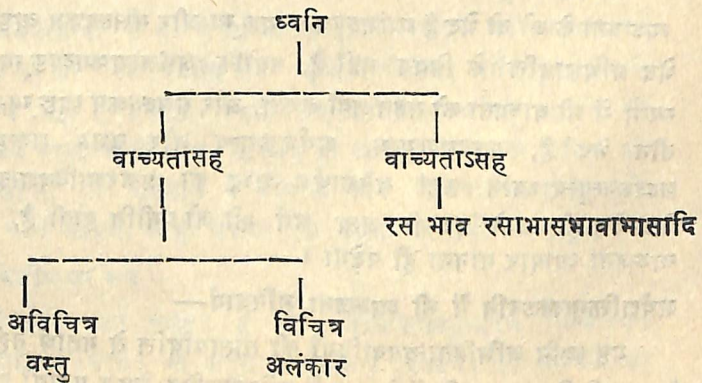 ध्वनि
वाच्यतासह वाच्यताऽसह
रस भाव रसाभासभावाभासादि
अविचित्र विचित्र
वस्तु अलंकार